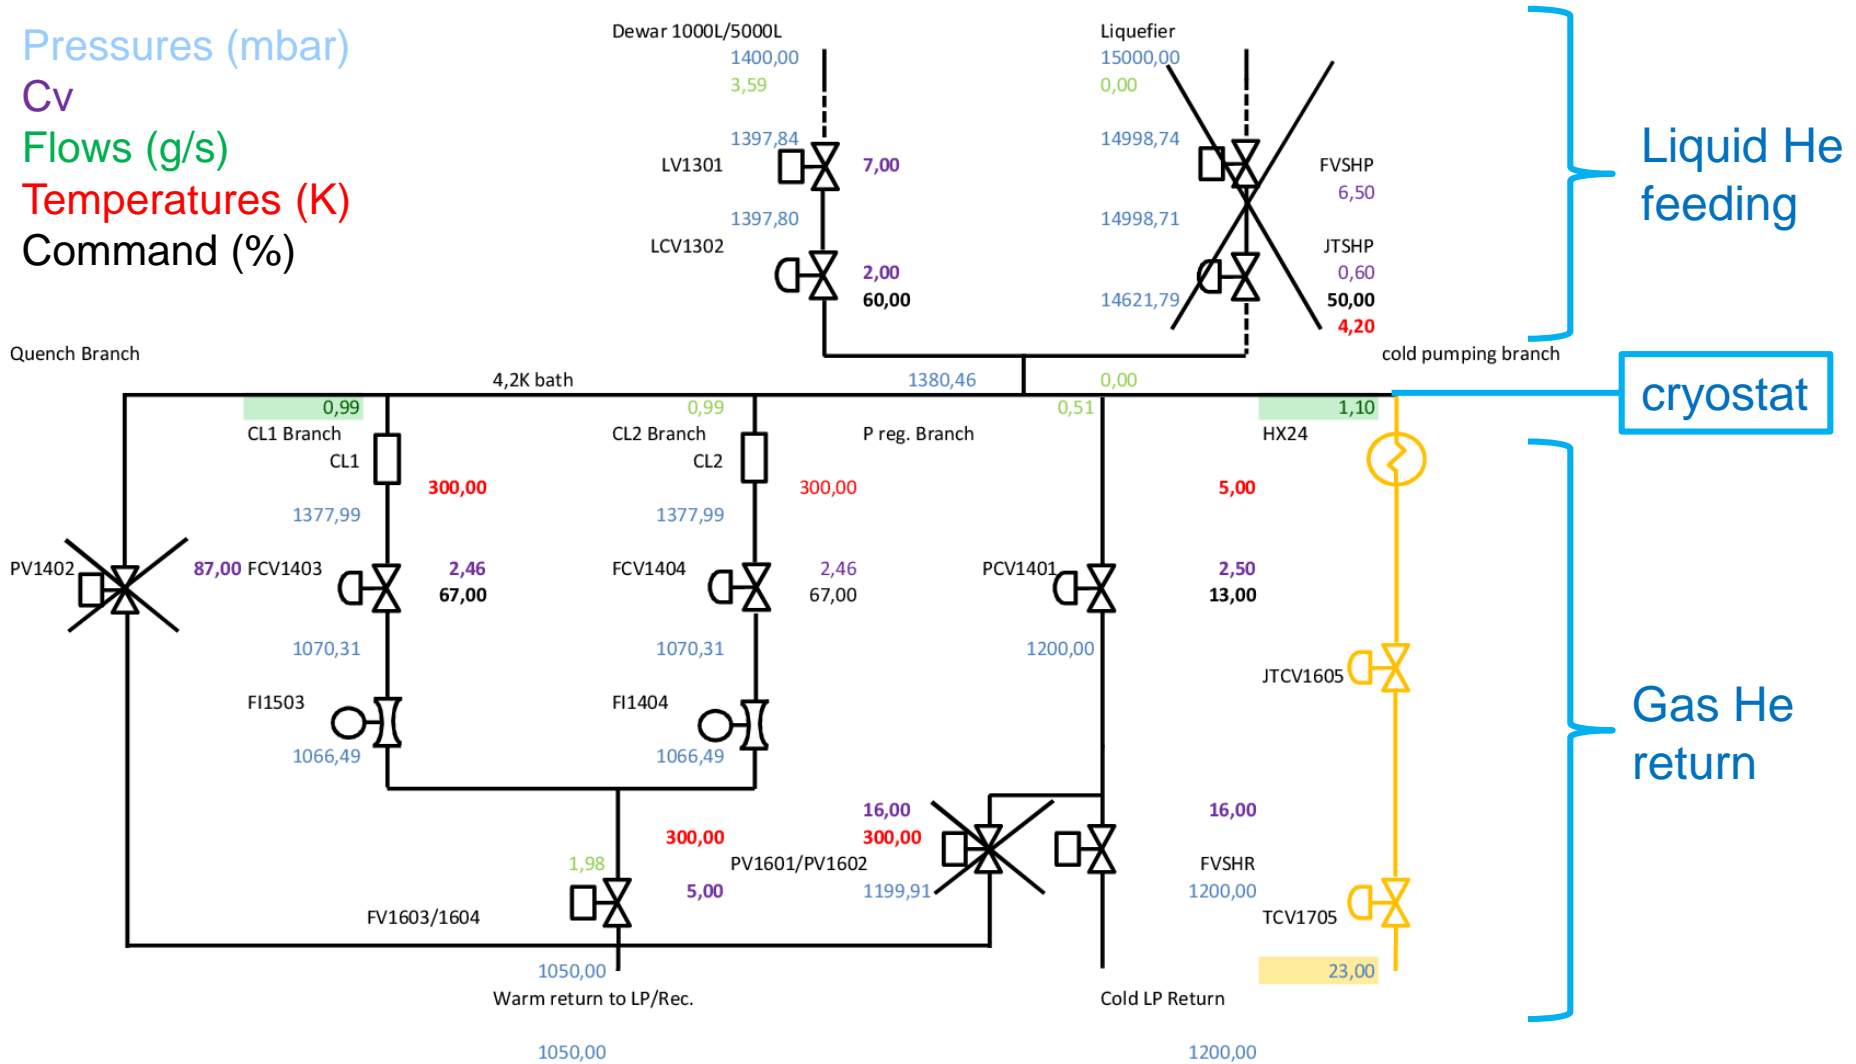 Pressures (mbar)
Cv
Flows (g/s)
Temperatures (K)
Command (%)
Dewar 1000L/5000L
1400,00
3,59
1397,84
LV1301
7,00
1397,80
LCV1302
2,00
60,00
Liquefier
15000,00
0,00
14998,74
FVSHP
6,50
14998,71
JTSHP
0,60
14621,79
50,00
4,20
Liquid He
feeding
Quench Branch
cold pumping branch
4,2K bath
1380,46
0,00
cryostat
0,99
0,99
0,51
1,10
CL1 Branch
CL2 Branch
P reg. Branch
HX24
CL1
CL2
300,00
300,00
5,00
1377,99
1377,99
PV1402
87,00
FCV1403
2,46
67,00
FCV1404
2,46
67,00
PCV1401
2,50
13,00
1070,31
1070,31
1200,00
JTCV1605
FI1503
FI1404
Gas He
return
1066,49
1066,49
16,00
16,00
300,00
300,00
1,98
PV1601/PV1602
FVSHR
5,00
1199,91
1200,00
FV1603/1604
TCV1705
1050,00
23,00
Warm return to LP/Rec.
Cold LP Return
1050,00
1200,00